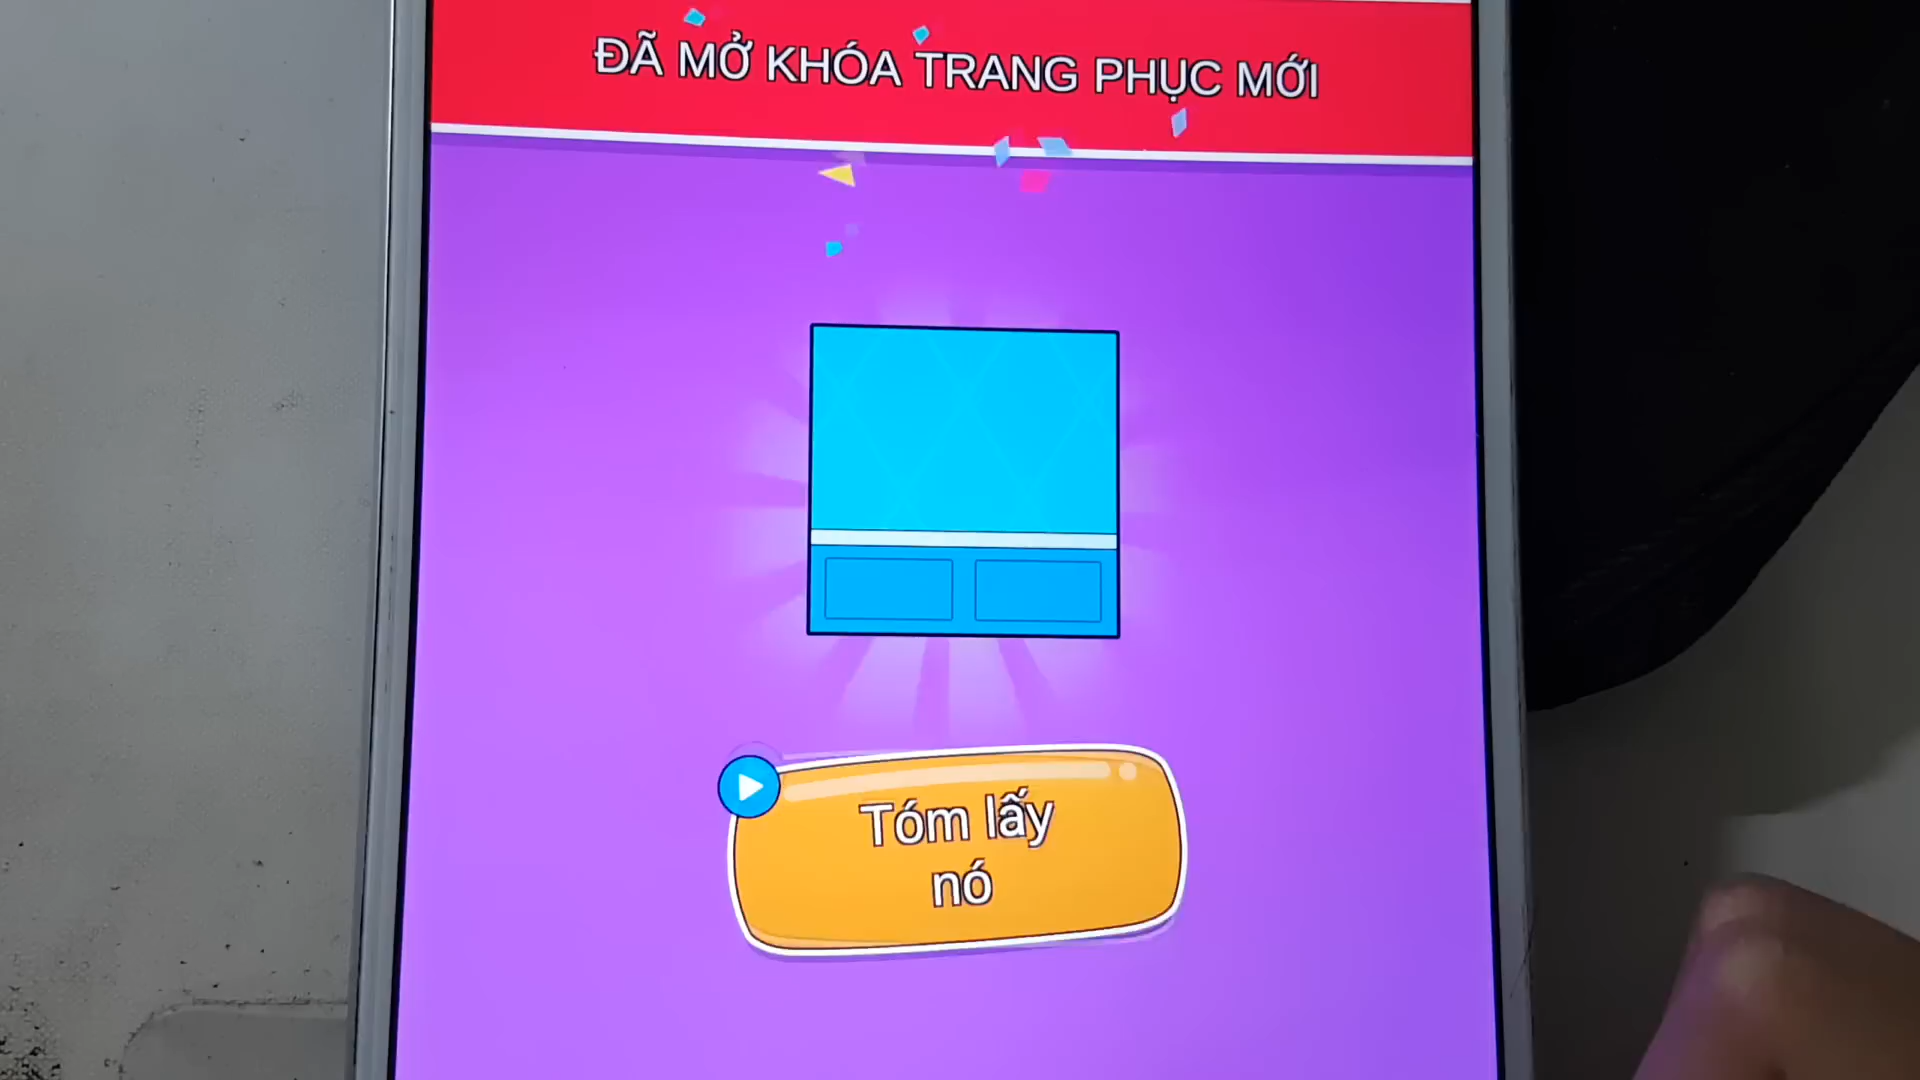 ĐÃ MỞ KHÓA TRANG PHỤC MỚI
Tóm lấy
nó